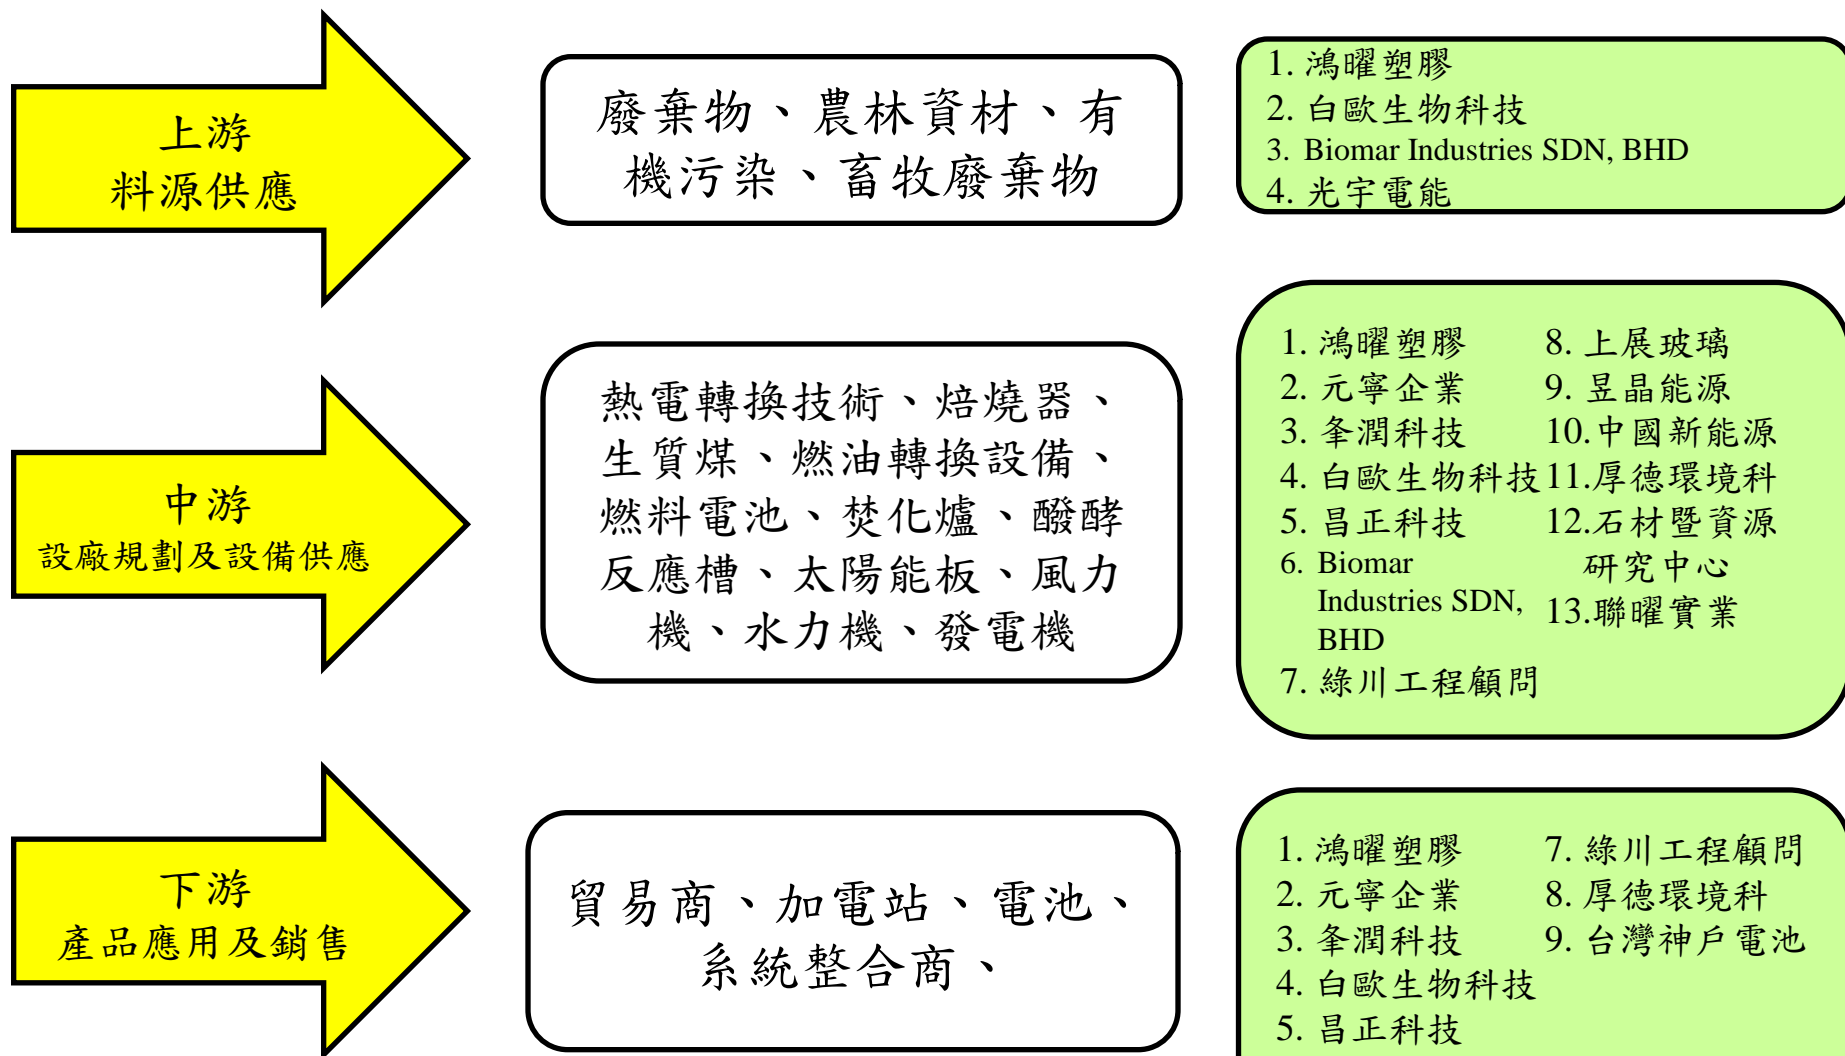 上游
料源供應
廢棄物、農林資材、有
機污染、畜牧廢棄物
1. 鴻曜塑膠
2. 白歐生物科技
3. Biomar Industries SDN, BHD
4. 光宇電能
中游
設廠規劃及設備供應
熱電轉換技術、焙燒器、
生質煤、燃油轉換設備、
燃料電池、焚化爐、醱酵
反應槽、太陽能板、風力
機、水力機、發電機
1. 鴻曜塑膠
2. 元寧企業
3. 夆潤科技
4. 白歐生物科技
5. 昌正科技
6. Biomar
Industries SDN,
BHD
7. 綠川工程顧問
8. 上展玻璃
9. 昱晶能源
10.中國新能源
11.厚德環境科
12.石材暨資源
研究中心
13.聯曜實業
下游
產品應用及銷售
貿易商、加電站、電池、
系統整合商、
1. 鴻曜塑膠
2. 元寧企業
3. 夆潤科技
4. 白歐生物科技
5. 昌正科技
7. 綠川工程顧問
8. 厚德環境科
9. 台灣神戶電池